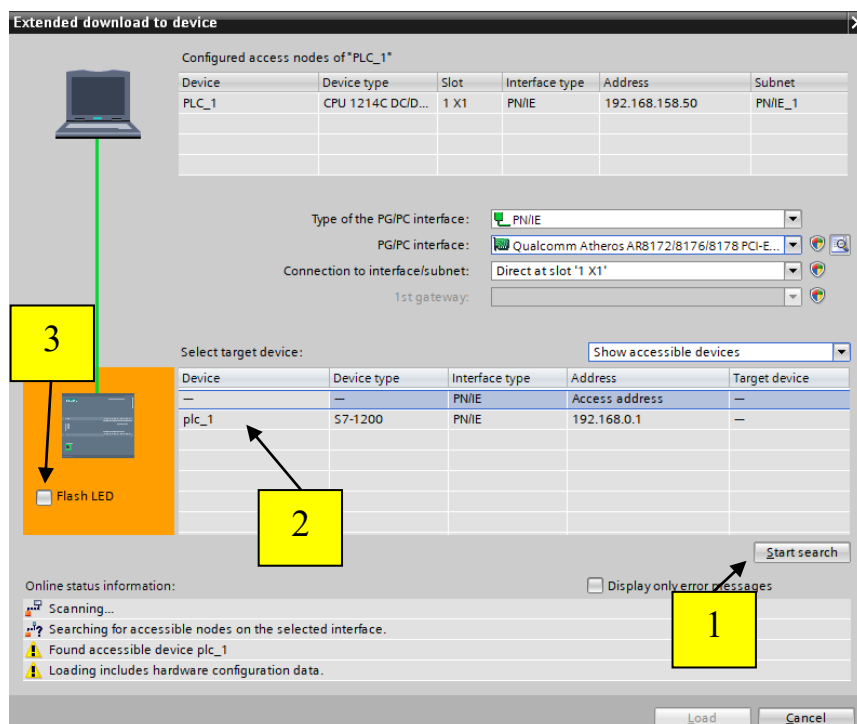 Extended download to device
Configured access nodes of "PLC_1"
Device Device type Slot Interface type Address Subnet
PLC_1 CPU 1214C DC/D... 1 X1 PN/IE 192.168.158.50 PN/IE_1
Type of the PG/PC interface: PN/IE
PG/PC interface: Qualcomm Atheros AR8172/8176/8178 PCI-E...
Connection to interface/subnet: Direct at slot '1 X1'
1st gateway:
3
Select target device: Show accessible devices
Device Device type Interface type Address Target device
— — PN/IE Access address —
plc_1 S7-1200 PN/IE 192.168.0.1 —
Flash LED
2
Start search
Online status information: Display only error messages
Scanning...
Searching for accessible nodes on the selected interface.
1
Found accessible device plc_1
Loading includes hardware configuration data.
Load Cancel